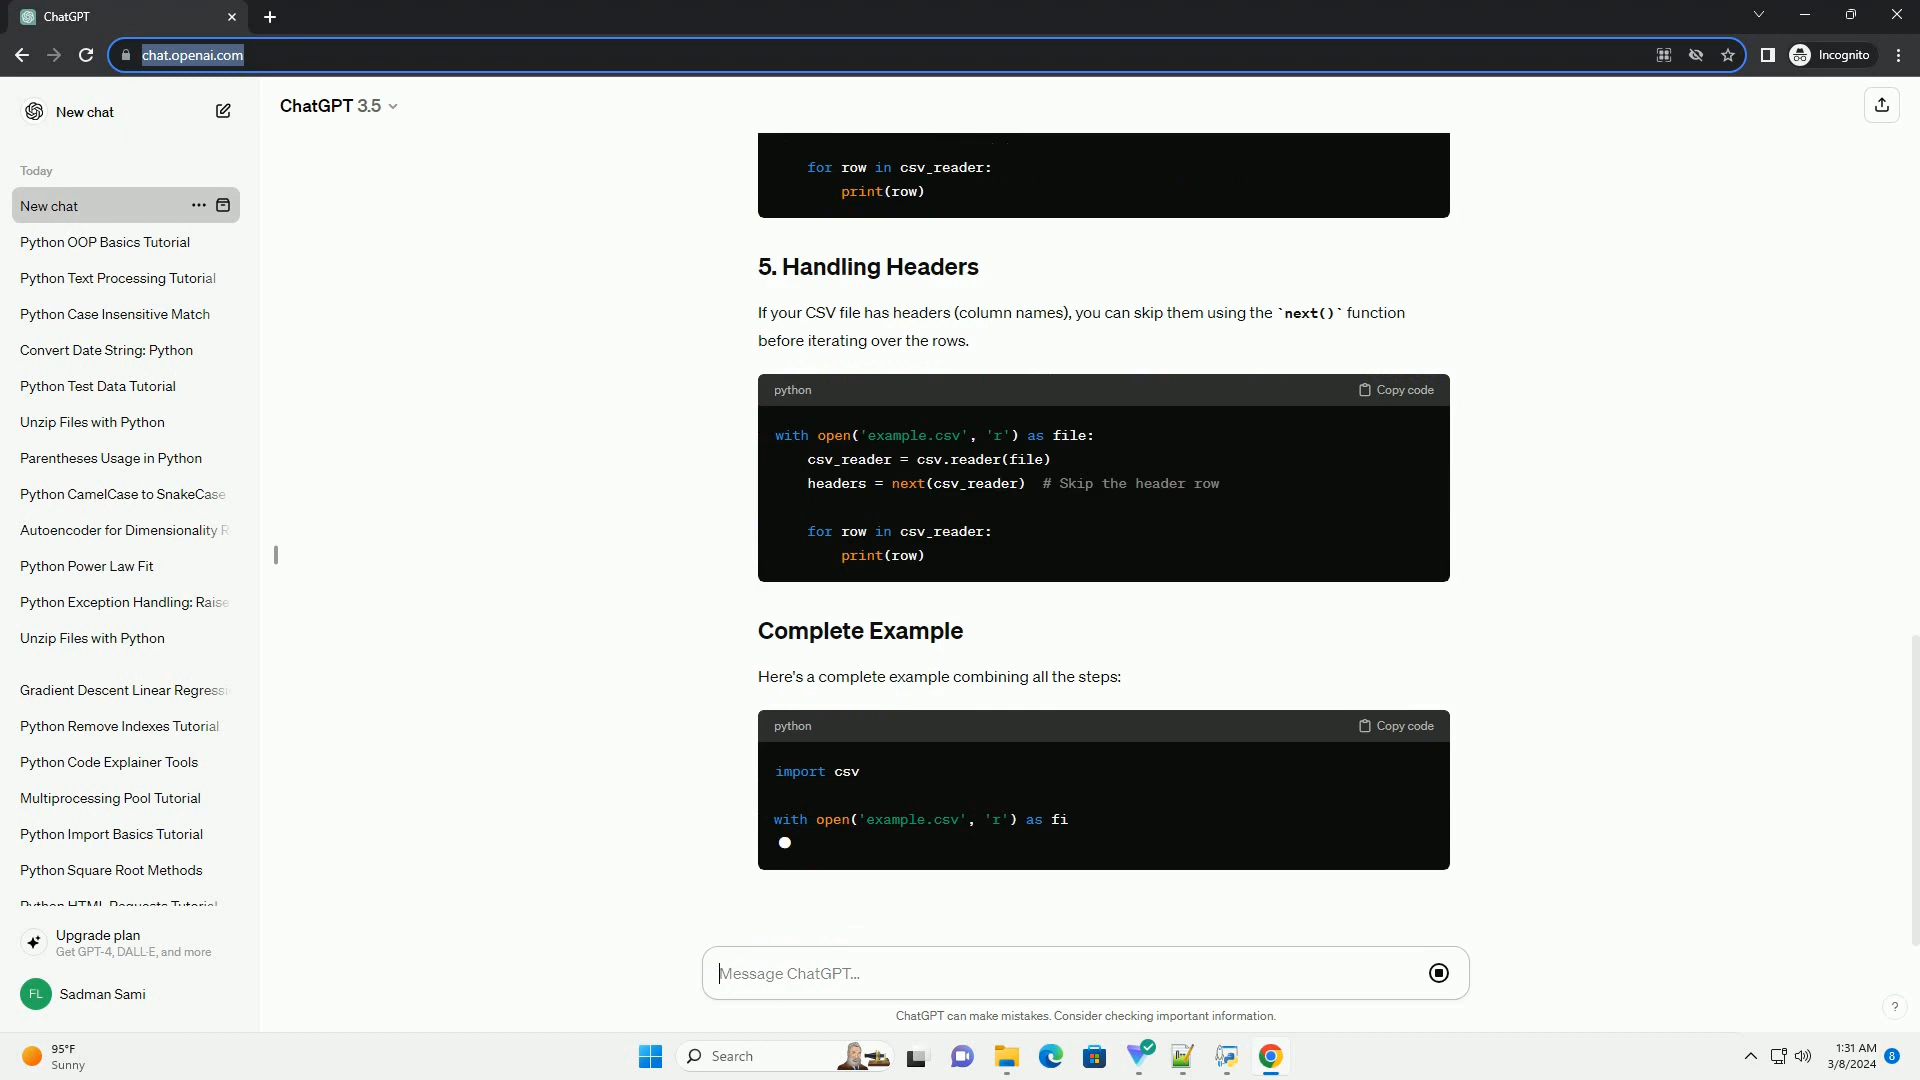 ChatGPT
chat.openai.com
Incognito
New chat
ChatGPT 3.5
Today
New chat
Python OOP Basics Tutorial
Python Text Processing Tutorial
Python Case Insensitive Match
Convert Date String: Python
Python Test Data Tutorial
Unzip Files with Python
Parentheses Usage in Python
Python CamelCase to SnakeCase
Autoencoder for Dimensionality R
Python Power Law Fit
Python Exception Handling: Raise
Unzip Files with Python
Gradient Descent Linear Regressi
Python Remove Indexes Tutorial
Python Code Explainer Tools
Multiprocessing Pool Tutorial
Python Import Basics Tutorial
Python Square Root Methods
Python HTML Requests Tutorial
Upgrade plan
Get GPT-4, DALL·E, and more
FL
Sadman Sami
for row in csv_reader:
print(row)
5. Handling Headers
If your CSV file has headers (column names), you can skip them using the `next()` function
before iterating over the rows.
python
Copy code
with open('example.csv', 'r') as file:
csv_reader = csv.reader(file)
headers = next(csv_reader)  # Skip the header row
for row in csv_reader:
print(row)
Complete Example
Here's a complete example combining all the steps:
python
Copy code
import csv
with open('example.csv', 'r') as fi
Message ChatGPT...
ChatGPT can make mistakes. Consider checking important information.
?
95°F
Sunny
Search
1:31 AM
3/8/2024
8